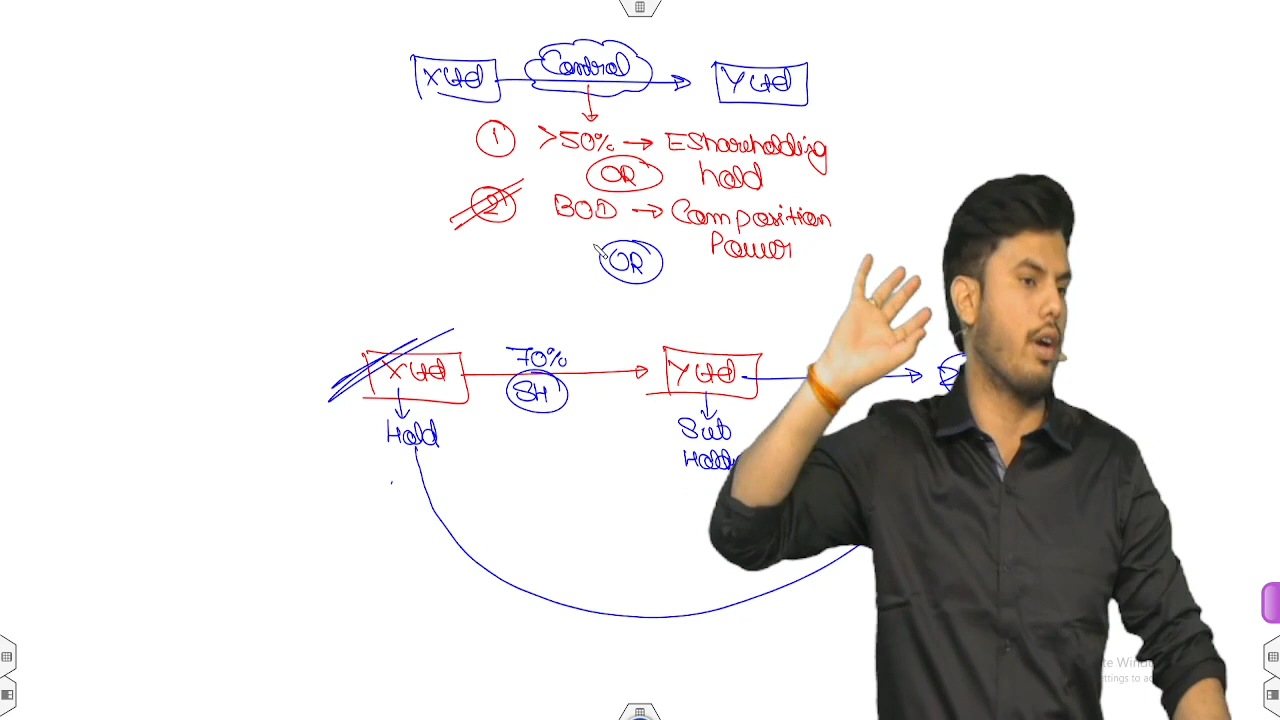 X Ltd Control Y Ltd
① >50% → EShareholding
OR hold
② BOD → Composition
Power
OR
X Ltd 70% Y Ltd
SH
Hold Sub
Hold